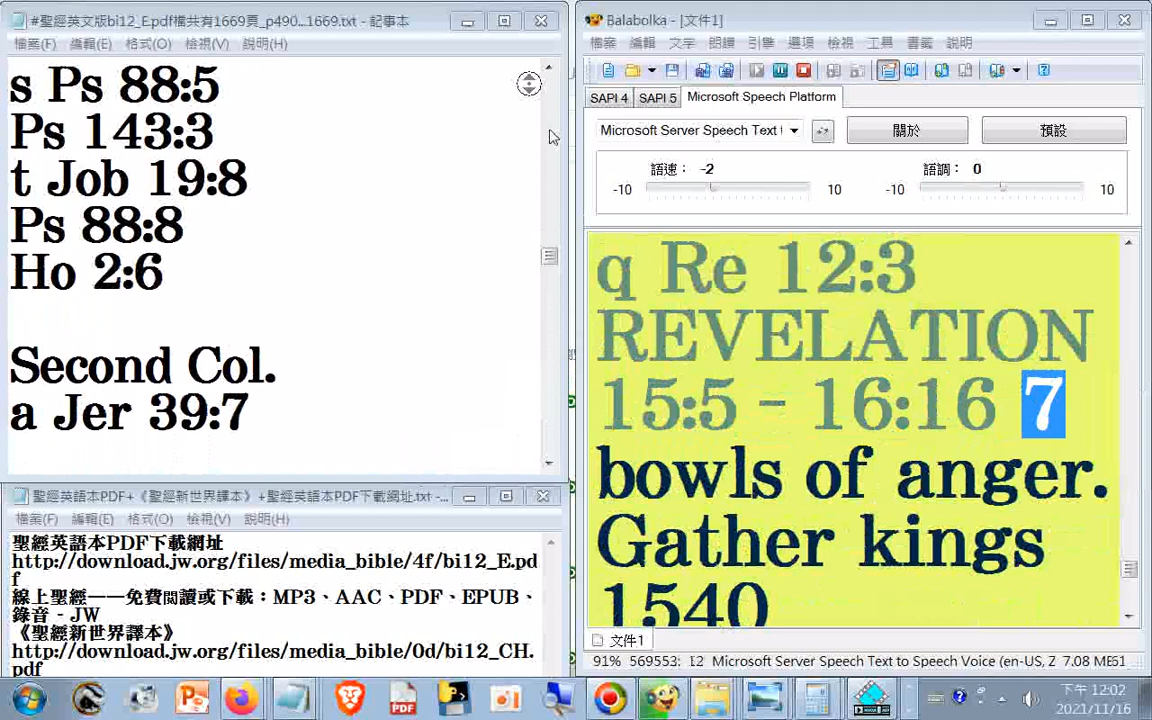 #聖經英文版bi12_E.pdf檔共有1669頁_p490...1669.txt - 記事本
檔案(F) 編輯(E) 格式(O) 檢視(V) 說明(H)
s Ps 88:5
Ps 143:3
t Job 19:8
Ps 88:8
Ho 2:6
Second Col.
a Jer 39:7
聖經英語本PDF+《聖經新世界譯本》+聖經英語本PDF下載網址.txt - ...
檔案(F) 編輯(E) 格式(O) 檢視(V) 說明(H)
聖經英語本PDF下載網址
http://download.jw.org/files/media_bible/4f/bi12_E.pd
f
線上聖經——免費閱讀或下載：MP3、AAC、PDF、EPUB、
錄音 - JW
《聖經新世界譯本》
http://download.jw.org/files/media_bible/0d/bi12_CH.
pdf
Balabolka - [文件1]
檔案 編輯 文字 朗讀 引擎 選項 檢視 工具 書籤 說明
SAPI 4 SAPI 5 Microsoft Speech Platform
Microsoft Server Speech Text 關於 預設
語速： -2 語調： 0
-10 10 -10 10
q Re 12:3
REVELATION
15:5 – 16:16 7
bowls of anger.
Gather kings
1540
文件1
91% 569553: 12 Microsoft Server Speech Text to Speech Voice (en-US, Z 7.08 ME51
PDF
下午 12:02
2021/11/16